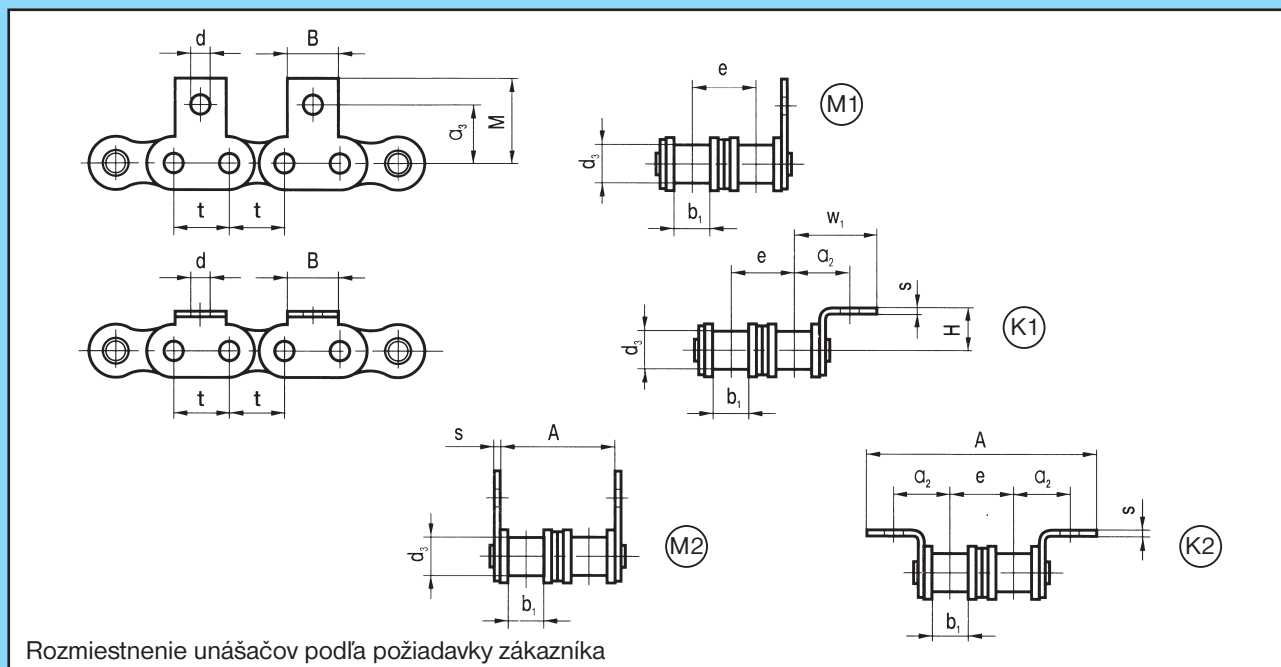 d B
e
M1
a₃ M
d₃
b₁
t t
w₁
d B
e a₂
s
H
K1
d₃
b₁
t t
s A
A
a₂ e a₂
s
M2
K2
d₃
b₁
b₁
Rozmiestnenie unášačov podľa požiadavky zákazníka